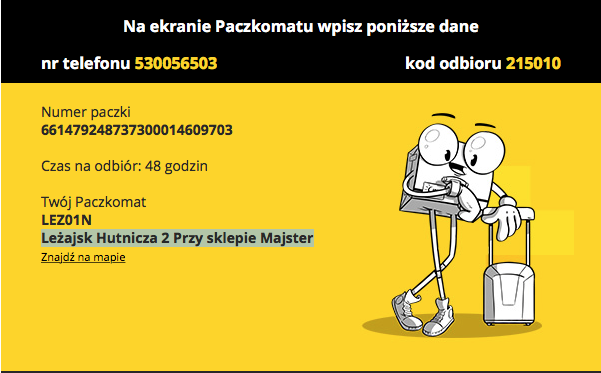 Na ekranie Paczkomatu wpisz poniższe dane
nr telefonu 530056503 kod odbioru 215010
Numer paczki
661479248737300014609703
Czas na odbiór: 48 godzin
Twój Paczkomat
LEZ01N
Leżajsk Hutnicza 2 Przy sklepie Majster
Znajdź na mapie